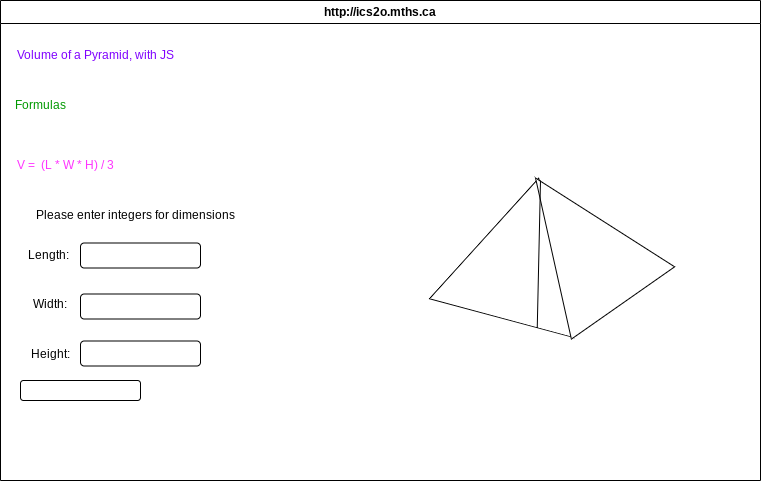 http://ics2o.mths.ca
Volume of a Pyramid, with JS
Formulas
V = (L * W * H) / 3
Please enter integers for dimensions
Length:
Width:
Height: